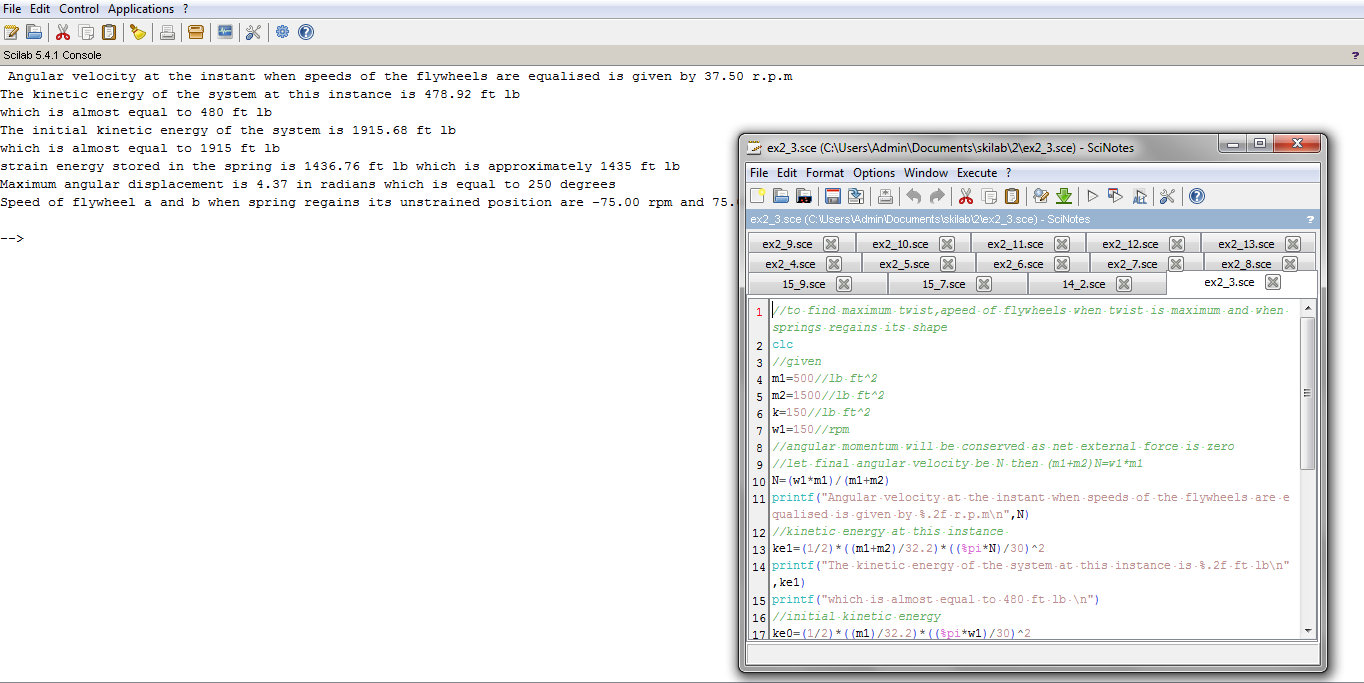 File Edit Control Applications ?
Scilab 5.4.1 Console ?
Angular velocity at the instant when speeds of the flywheels are equalised is given by 37.50 r.p.m
The kinetic energy of the system at this instance is 478.92 ft lb
which is almost equal to 480 ft lb
The initial kinetic energy of the system is 1915.68 ft lb
which is almost equal to 1915 ft lb
strain energy stored in the spring is 1436.76 ft lb which is approximately 1435 ft lb
Maximum angular displacement is 4.37 in radians which is equal to 250 degrees
Speed of flywheel a and b when spring regains its unstrained position are -75.00 rpm and 75.
-->
ex2_3.sce (C:\Users\Admin\Documents\skilab\2\ex2_3.sce) - SciNotes
File Edit Format Options Window Execute ?
ex2_3.sce (C:\Users\Admin\Documents\skilab\2\ex2_3.sce) - SciNotes ?
ex2_9.sce ex2_10.sce ex2_11.sce ex2_12.sce ex2_13.sce
ex2_4.sce ex2_5.sce ex2_6.sce ex2_7.sce ex2_8.sce
15_9.sce 15_7.sce 14_2.sce ex2_3.sce
1 //to find maximum twist,apeed of flywheels when twist is maximum and when
springs regains its shape
2 clc
3 //given
4 m1=500//lb ft^2
5 m2=1500//lb ft^2
6 k=150//lb ft^2
7 w1=150//rpm
8 //angular momentum will be conserved as net external force is zero
9 //let final angular velocity be N then (m1+m2)N=w1*m1
10 N=(w1*m1)/(m1+m2)
11 printf("Angular velocity at the instant when speeds of the flywheels are e
qualised is given by %.2f r.p.m\n",N)
12 //kinetic energy at this instance
13 ke1=(1/2)*((m1+m2)/32.2)*((%pi*N)/30)^2
14 printf("The kinetic energy of the system at this instance is %.2f ft lb\n"
,ke1)
15 printf("which is almost equal to 480 ft lb \n")
16 //initial kinetic energy
17 ke0=(1/2)*((m1)/32.2)*((%pi*w1)/30)^2